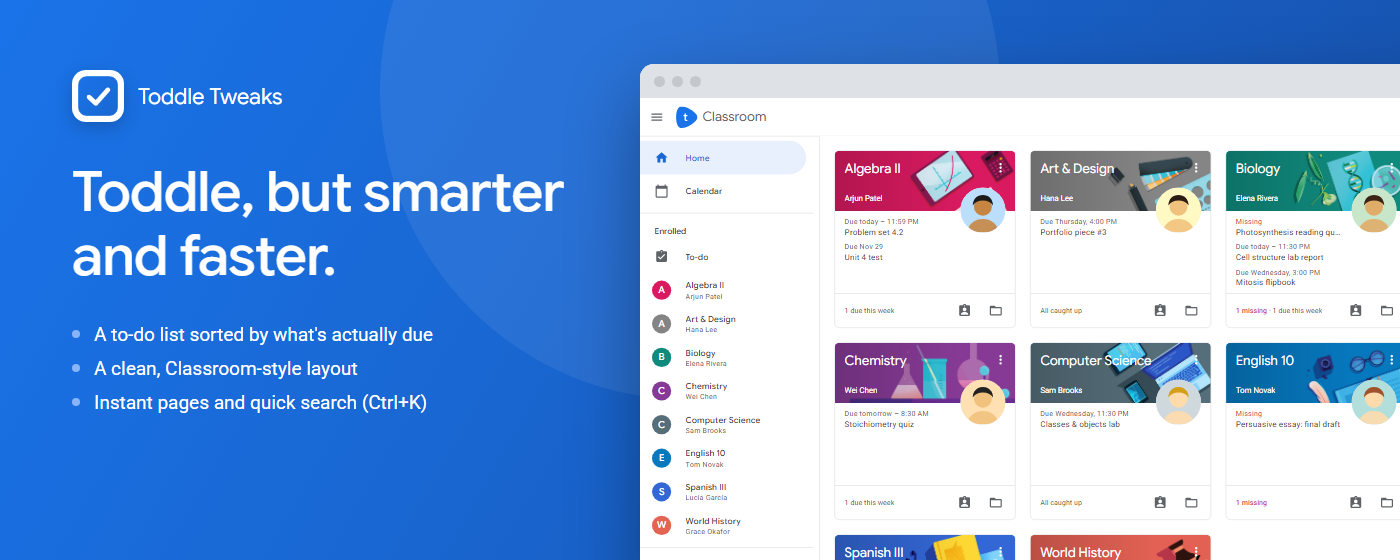 Toddle Tweaks
Toddle, but smarter
and faster.
A to-do list sorted by what's actually due
A clean, Classroom-style layout
Instant pages and quick search (Ctrl+K)
t Classroom
Home
Calendar
Enrolled
To-do
A Algebra II
Arjun Patel
A Art & Design
Hana Lee
B Biology
Elena Rivera
C Chemistry
Wei Chen
C Computer Science
Sam Brooks
E English 10
Tom Novak
S Spanish III
Lucia Garcia
W World History
Grace Okafor
Algebra II
Arjun Patel
Due today – 11:59 PM
Problem set 4.2
Due Nov 29
Unit 4 test
1 due this week
Art & Design
Hana Lee
Due Thursday, 4:00 PM
Portfolio piece #3
All caught up
Biology
Elena Rivera
Missing
Photosynthesis reading qu...
Due today – 11:30 PM
Cell structure lab report
Due Wednesday, 3:00 PM
Mitosis flipbook
1 missing · 1 due this week
Chemistry
Wei Chen
Due tomorrow – 8:30 AM
Stoichiometry quiz
1 due this week
Computer Science
Sam Brooks
Due Wednesday, 11:30 PM
Classes & objects lab
All caught up
English 10
Tom Novak
Missing
Persuasive essay: final draft
1 missing
Spanish III
World History